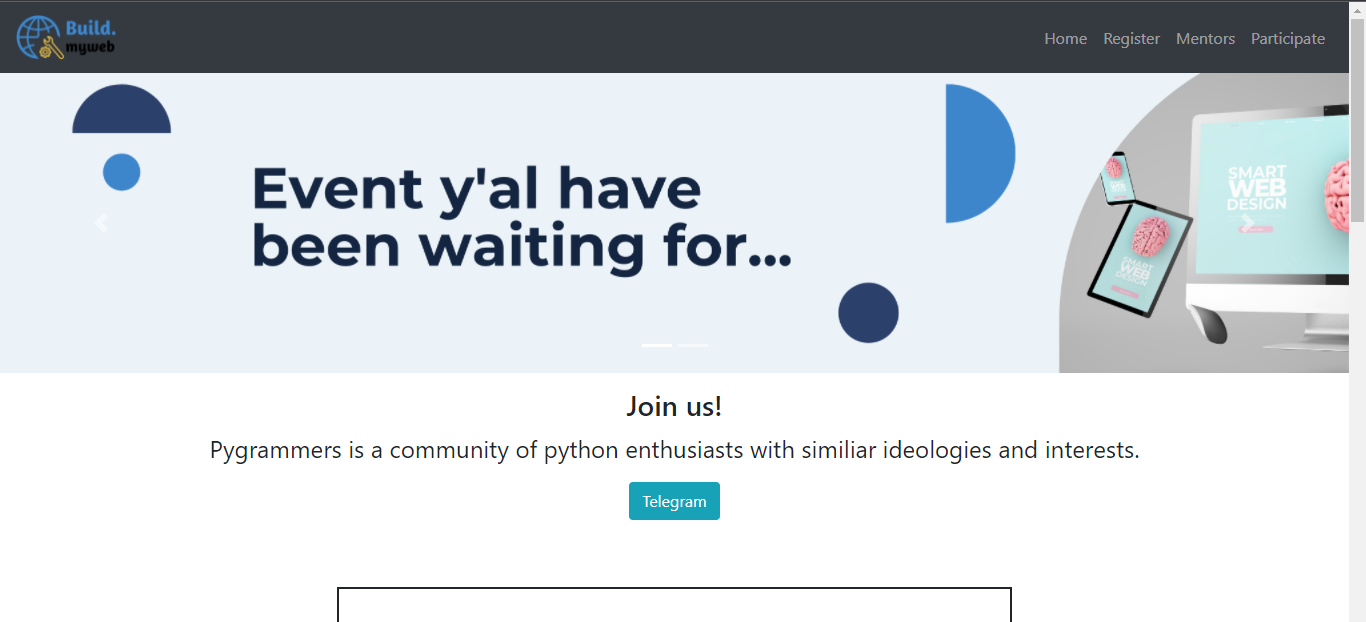 Build.
myweb
Home Register Mentors Participate
Event y'al have
been waiting for...
SMART
WEB
DESIGN
SMART
WEB
DESIGN
Join us!
Pygrammers is a community of python enthusiasts with similiar ideologies and interests.
Telegram